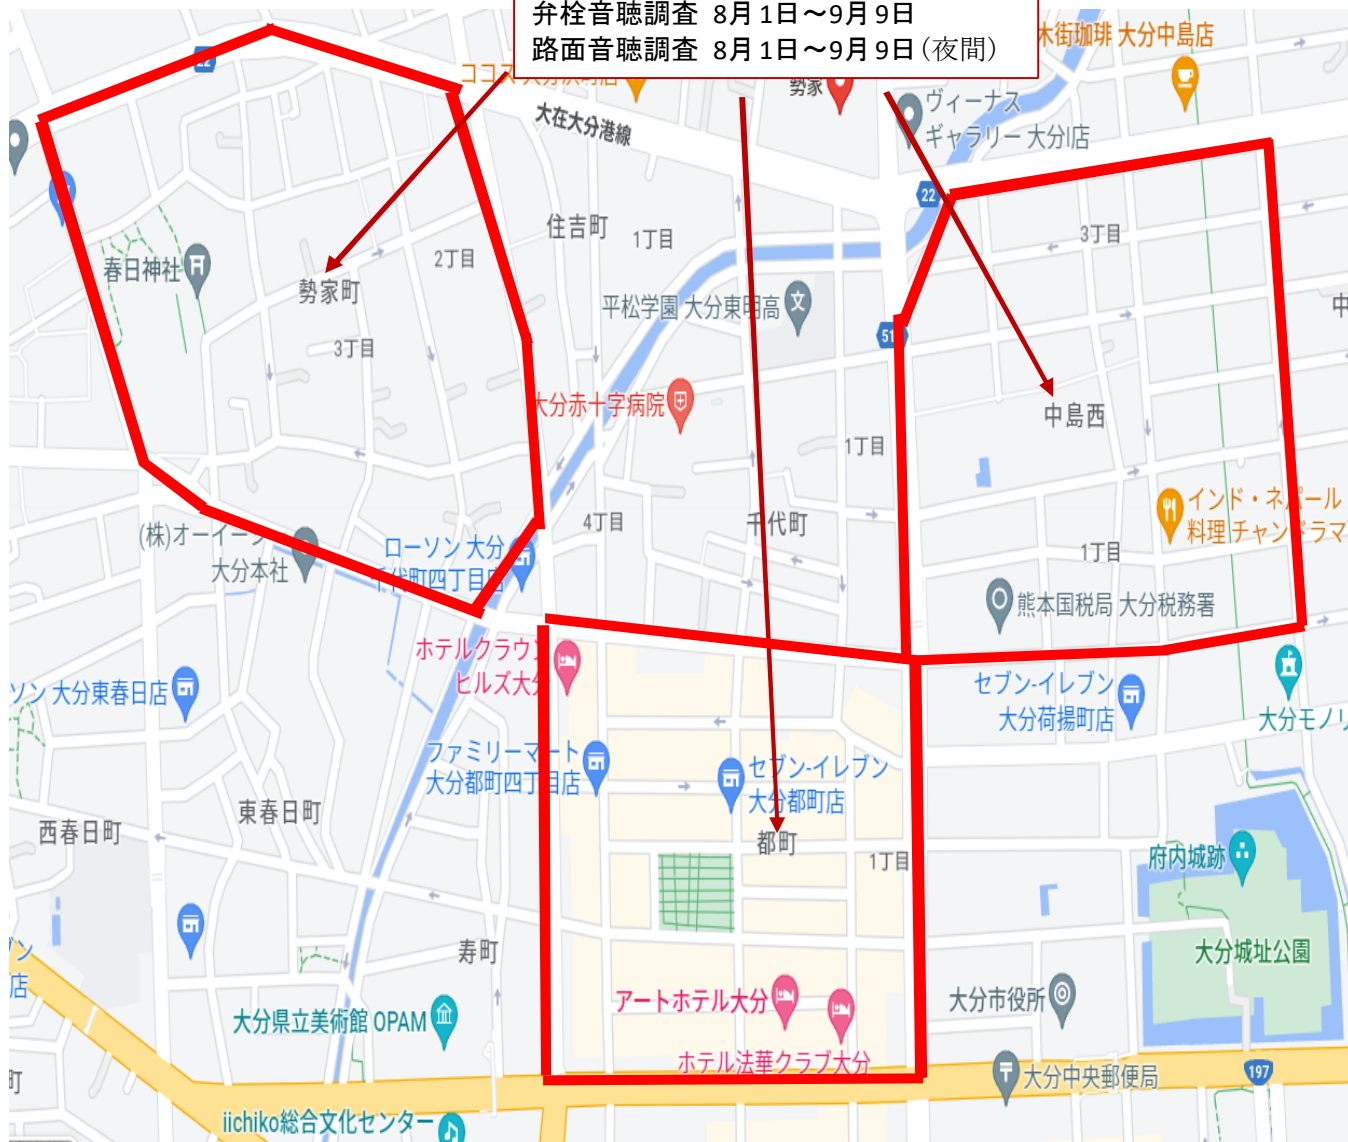 弁栓音聴調査 8月1日～9月9日
路面音聴調査 8月1日～9月9日(夜間)
木街珈琲 大分中島店
22
勢家
ヴィーナス
ギャラリー 大分店
大在大分港線
22
住吉町
1丁目
3丁目
2丁目
春日神社
勢家町
平松学園 大分東明高
51
3丁目
大分赤十字病院
中島西
1丁目
インド・ネパール
料理 チャンドラマ
4丁目
千代町
(株)オーイーシー
大分本社
ローソン 大分
千代町四丁目店
1丁目
熊本国税局 大分税務署
ホテルクラウン
ヒルズ大分
ソン 大分東春日店
セブン-イレブン
大分荷揚町店
大分モノリ
ファミリーマート
大分都町四丁目店
セブン-イレブン
大分都町店
東春日町
西春日町
都町
1丁目
府内城跡
寿町
大分城址公園
ン
店
アートホテル大分
大分市役所
大分県立美術館 OPAM
ホテル法華クラブ大分
大分中央郵便局
197
町
iichiko総合文化センター